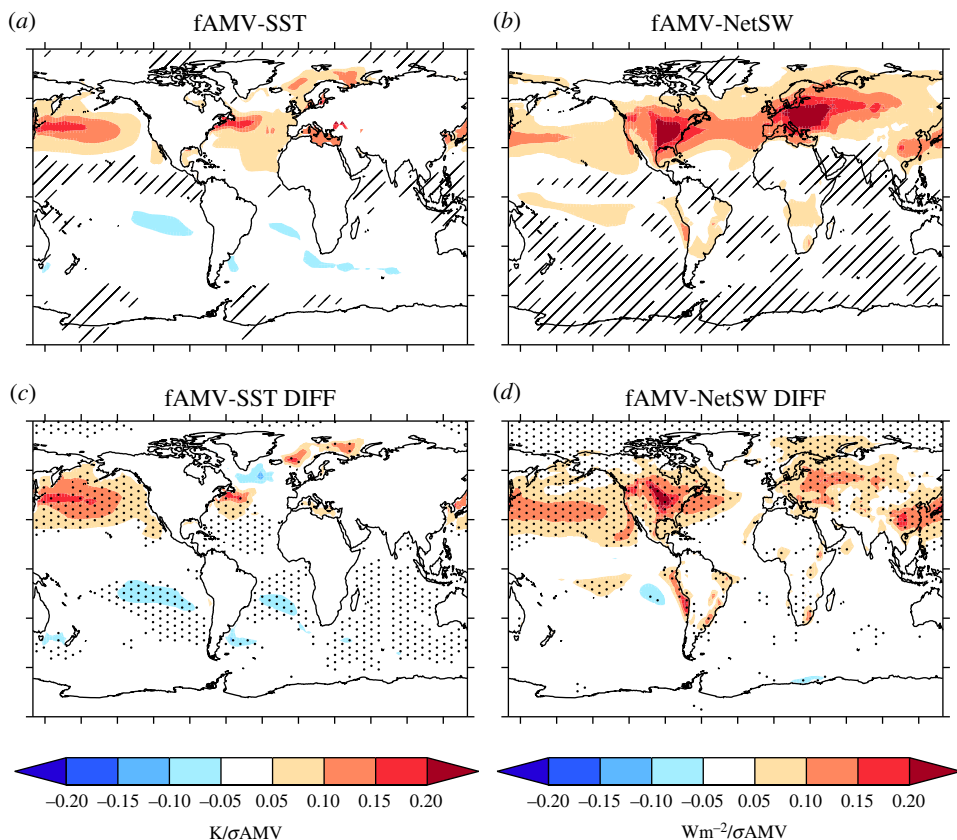 (a) fAMV-SST
(b) fAMV-NetSW
(c) fAMV-SST DIFF
(d) fAMV-NetSW DIFF
−0.20 −0.15 −0.10 −0.05 0.05 0.10 0.15 0.20
K/σAMV
−0.20 −0.15 −0.10 −0.05 0.05 0.10 0.15 0.20
Wm⁻²/σAMV